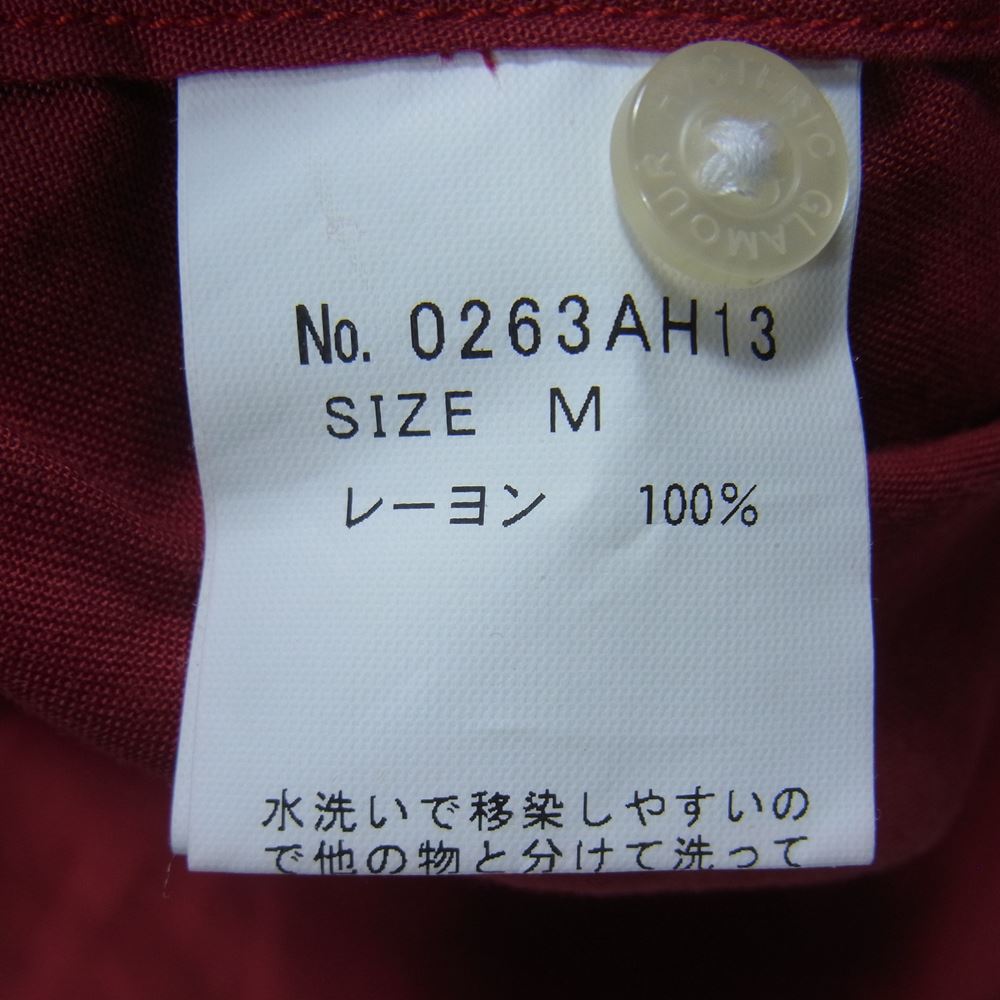 HYSTERIC GLAMOUR
No. 0263AH13
SIZE M
レーヨン 100%
水洗いで移染しやすいの
で他の物と分けて洗って